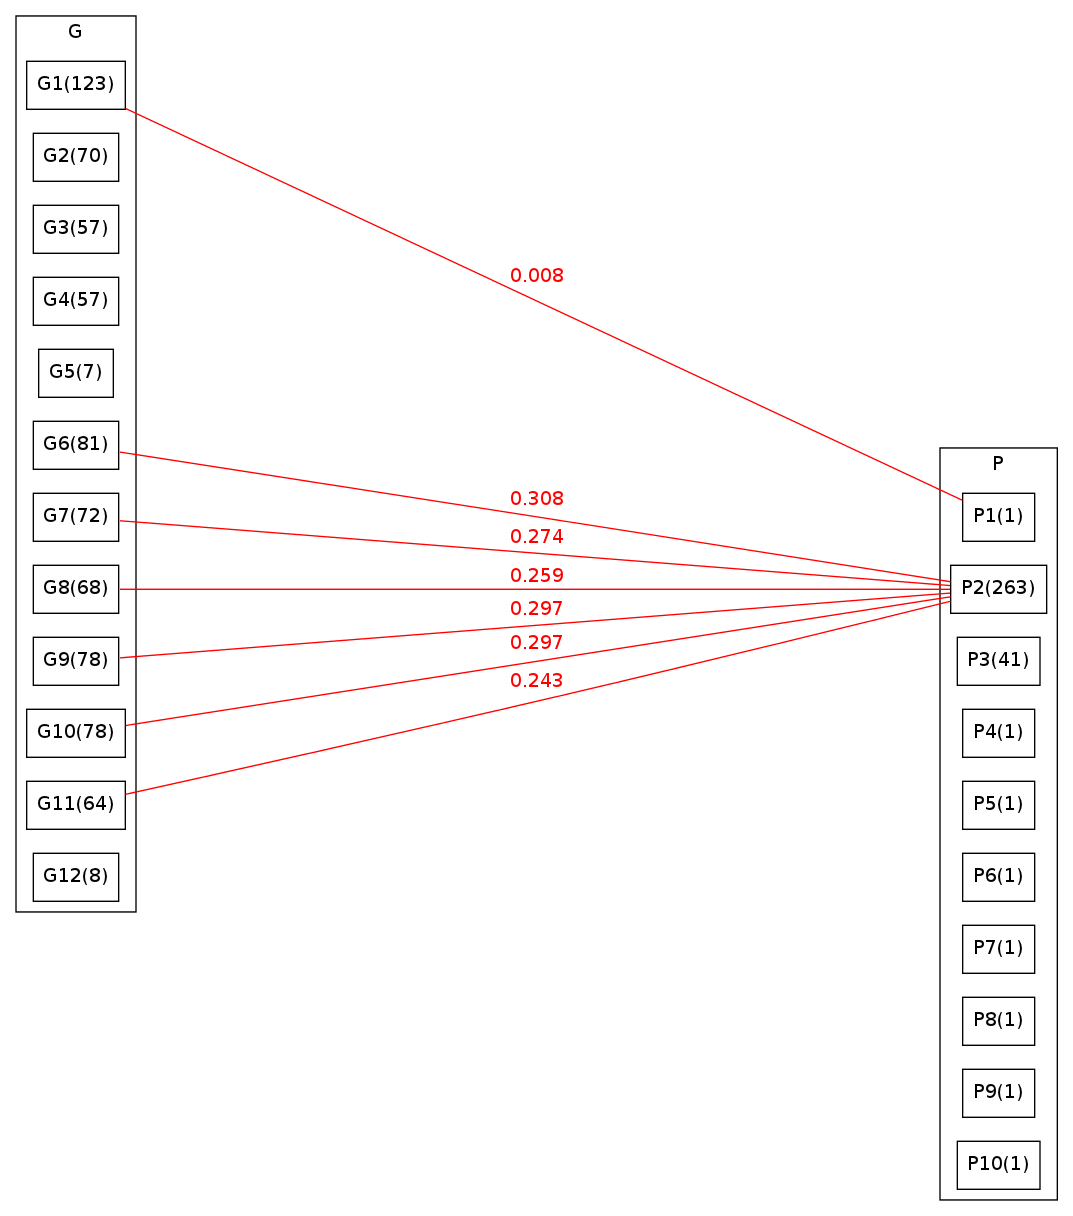 G
G1(123)
G2(70)
G3(57)
G4(57)
G5(7)
G6(81)
G7(72)
G8(68)
G9(78)
G10(78)
G11(64)
G12(8)
0.008
0.308
0.274
0.259
0.297
0.297
0.243
P
P1(1)
P2(263)
P3(41)
P4(1)
P5(1)
P6(1)
P7(1)
P8(1)
P9(1)
P10(1)